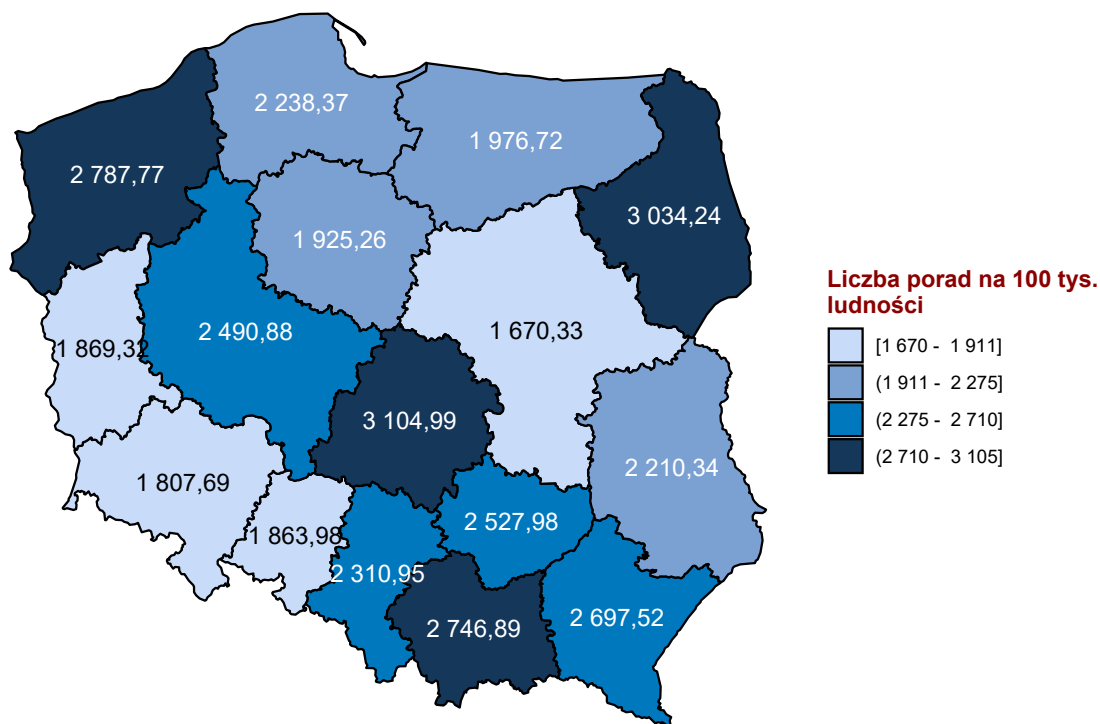 2 238,37
1 976,72
2 787,77
3 034,24
1 925,26
2 490,88
1 670,33
1 869,32
3 104,99
2 210,34
1 807,69
2 527,98
1 863,98
2 310,95
2 697,52
2 746,89
Liczba porad na 100 tys.
ludności
[1 670 - 1 911]
(1 911 - 2 275]
(2 275 - 2 710]
(2 710 - 3 105]